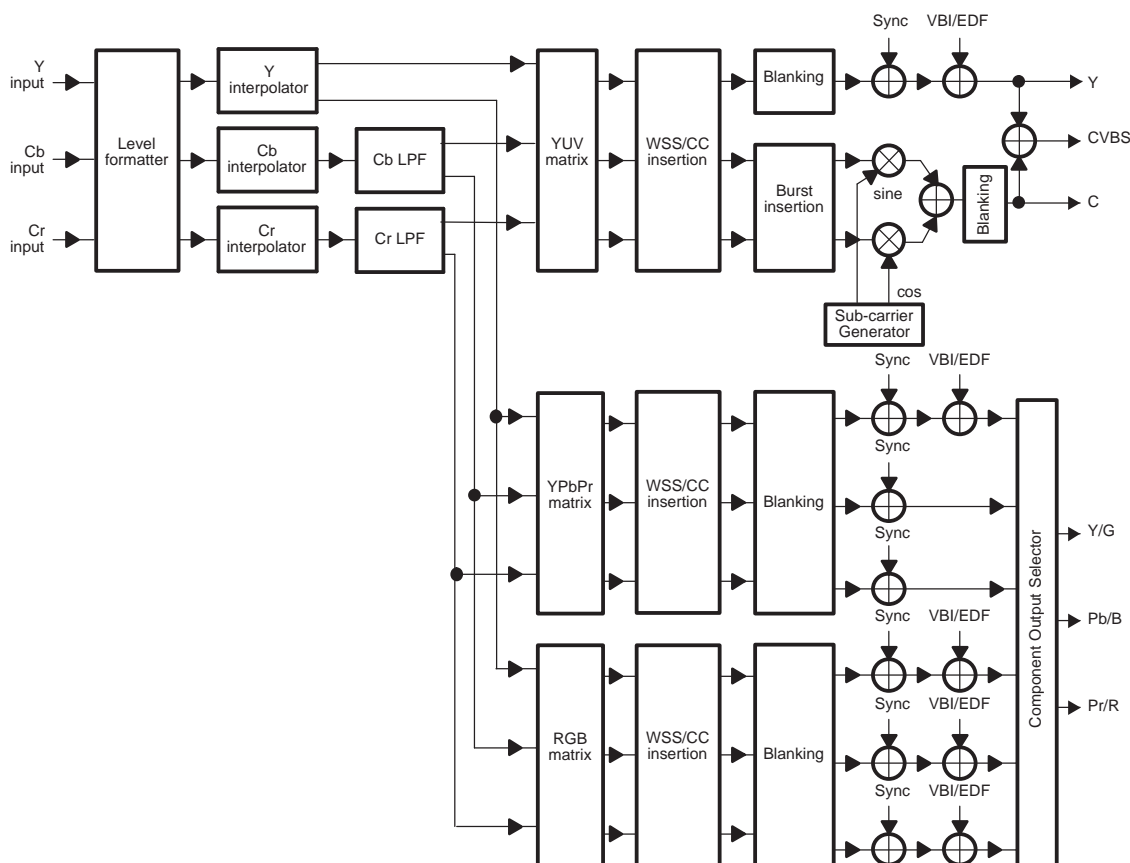 Sync VBI/EDF
Y
input
Cb
input
Cr
input
Level
formatter
Y
interpolator
Cb
interpolator
Cr
interpolator
Cb LPF
Cr LPF
YUV
matrix
WSS/CC
insertion
Blanking
Burst
insertion
sine
cos
Sub-carrier
Generator
Blanking
Y
CVBS
C
Sync VBI/EDF
YPbPr
matrix
WSS/CC
insertion
Blanking
Sync
Sync
Sync VBI/EDF
RGB
matrix
WSS/CC
insertion
Blanking
Sync VBI/EDF
Sync VBI/EDF
Component Output Selector
Y/G
Pb/B
Pr/R